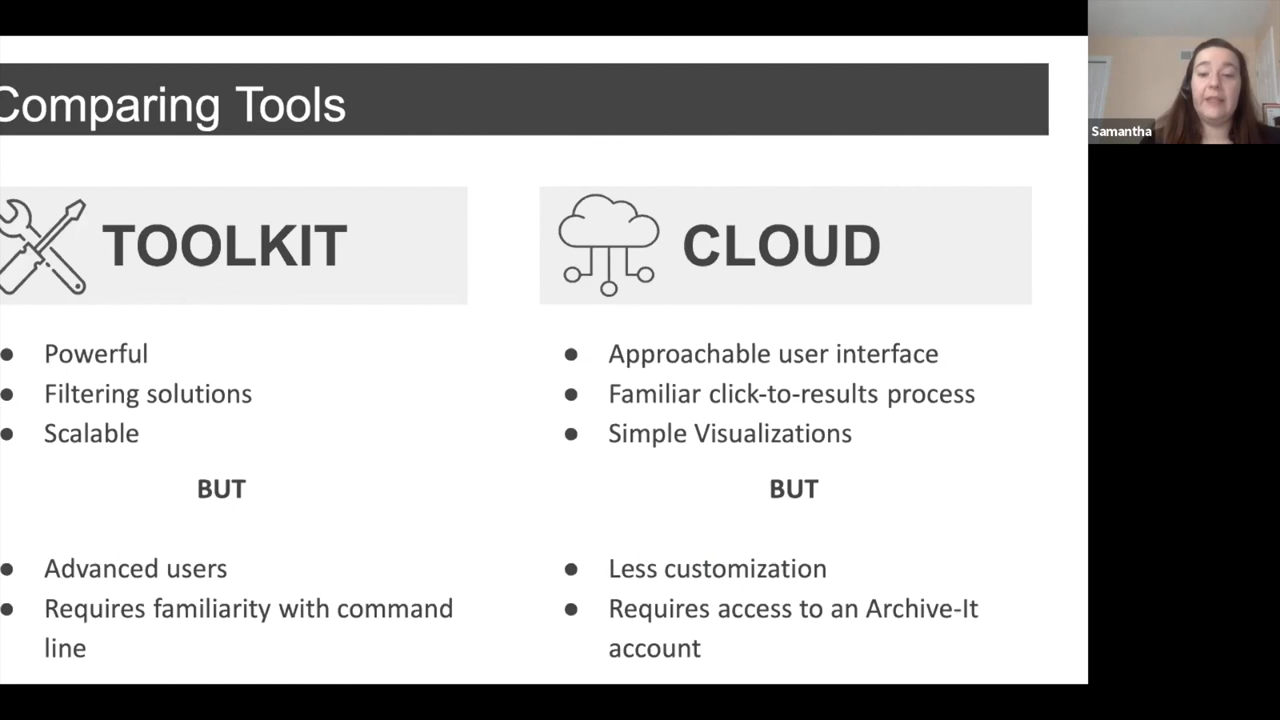 Comparing Tools
Samantha
TOOLKIT
● Powerful
● Filtering solutions
● Scalable
BUT
● Advanced users
● Requires familiarity with command
line
CLOUD
● Approachable user interface
● Familiar click-to-results process
● Simple Visualizations
BUT
● Less customization
● Requires access to an Archive-It
account